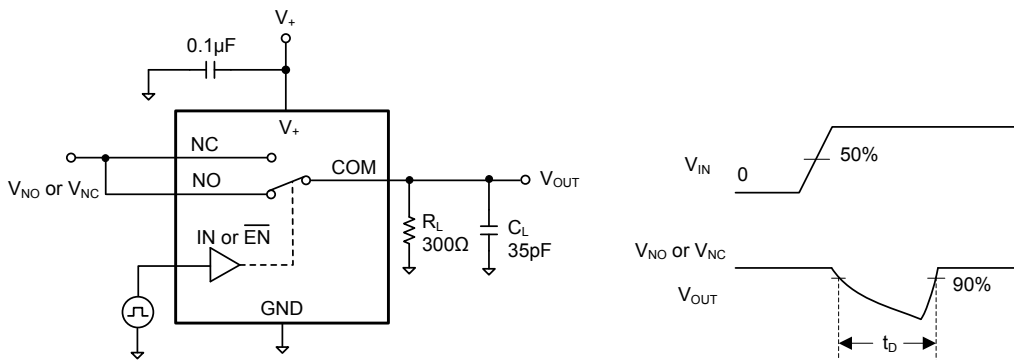 V+
0.1µF
V+
NC
COM
VNO or VNC
NO
VOUT
RL
300Ω
CL
35pF
IN or E̅N̅
GND
VIN
0
50%
VNO or VNC
VOUT
90%
tD